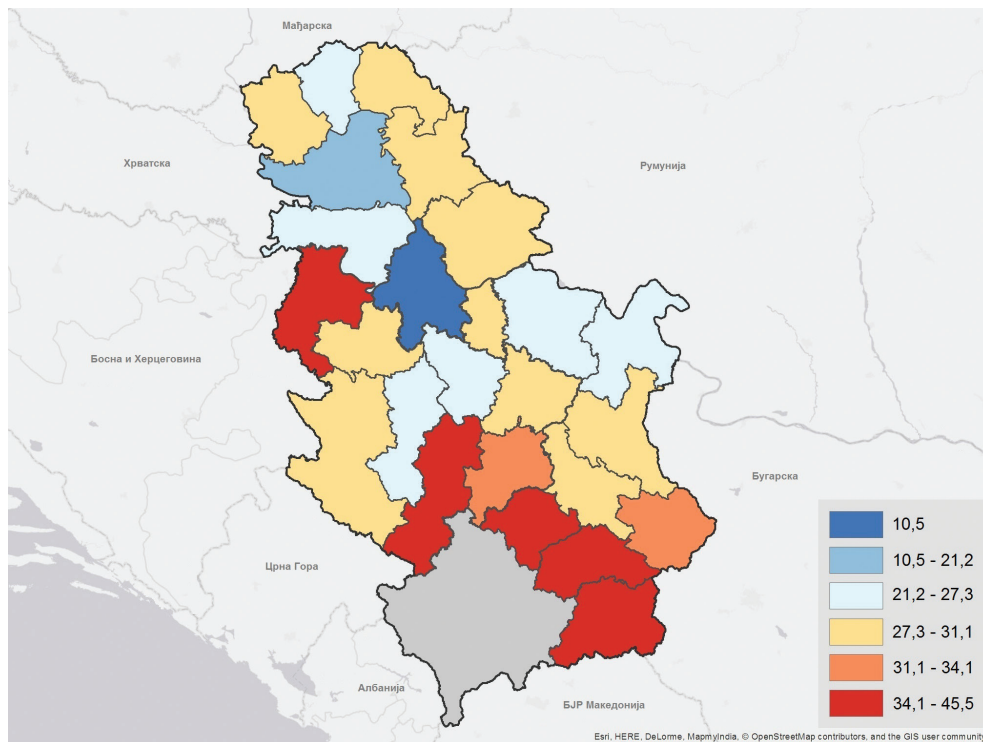 Мађарска
Хрватска
Румунија
Босна и Херцеговина
Бугарска
Црна Гора
Албанија
БЈР Македонија
10,5
10,5 - 21,2
21,2 - 27,3
27,3 - 31,1
31,1 - 34,1
34,1 - 45,5
Esri, HERE, DeLorme, MapmyIndia, © OpenStreetMap contributors, and the GIS user community